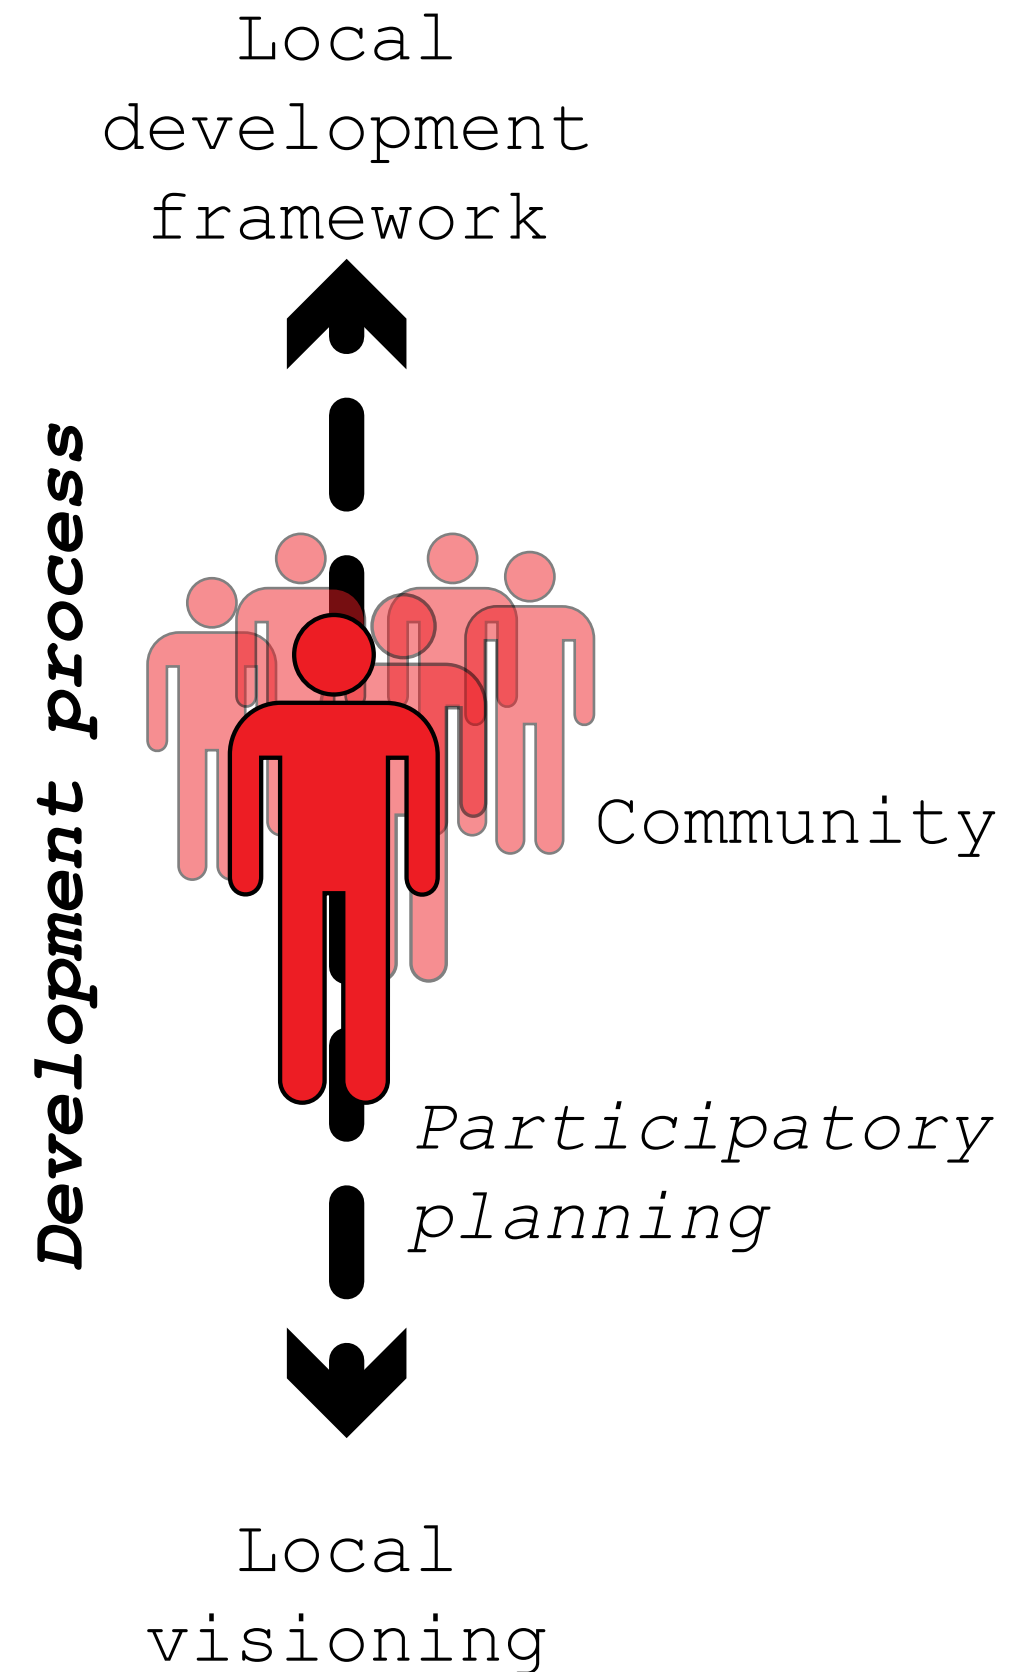 Local
development
framework
Development process
Community
Participatory
planning
Local
visioning